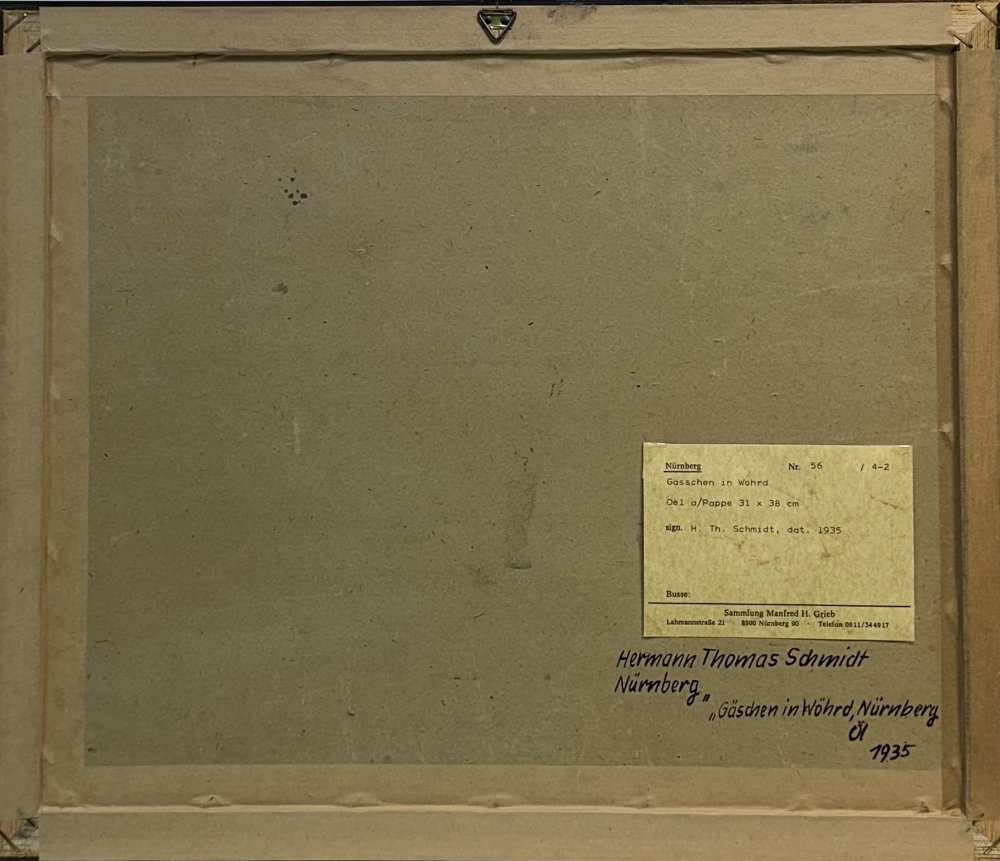 Nürnberg Nr. 56 / 4-2
Gässchen in Wöhrd
Oel a/Pappe 31 x 38 cm
sign. H. Th. Schmidt, dat. 1935
Busse:
Sammlung Manfred H. Grieb
Lahmannstraße 21 8500 Nürnberg 90 · Telefon 0911/344917
Hermann Thomas Schmidt
Nürnberg "
„Gäschen in Wöhrd, Nürnberg
Öl
1935